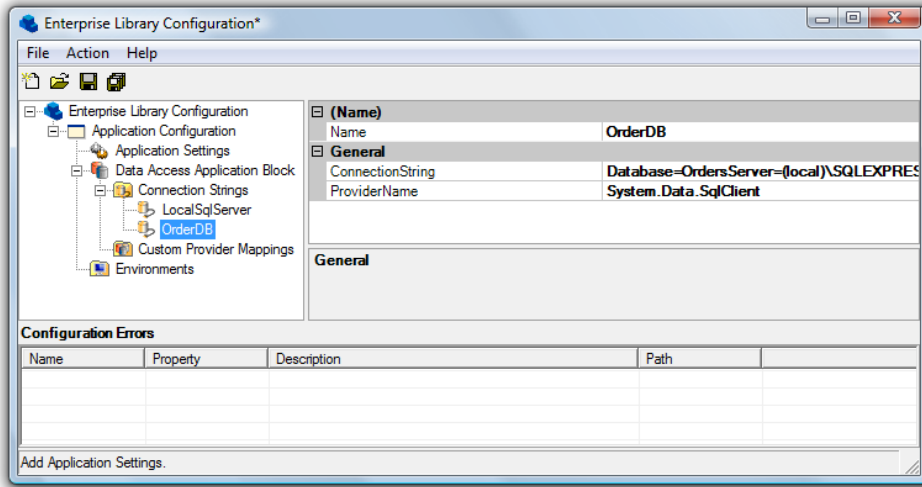 Enterprise Library Configuration*
File Action Help
Enterprise Library Configuration
Application Configuration
Application Settings
Data Access Application Block
Connection Strings
LocalSqlServer
OrderDB
Custom Provider Mappings
Environments
(Name)
Name OrderDB
General
ConnectionString Database=OrdersServer=(local)\SQLEXPRES
ProviderName System.Data.SqlClient
General
Configuration Errors
Name Property Description Path
Add Application Settings.